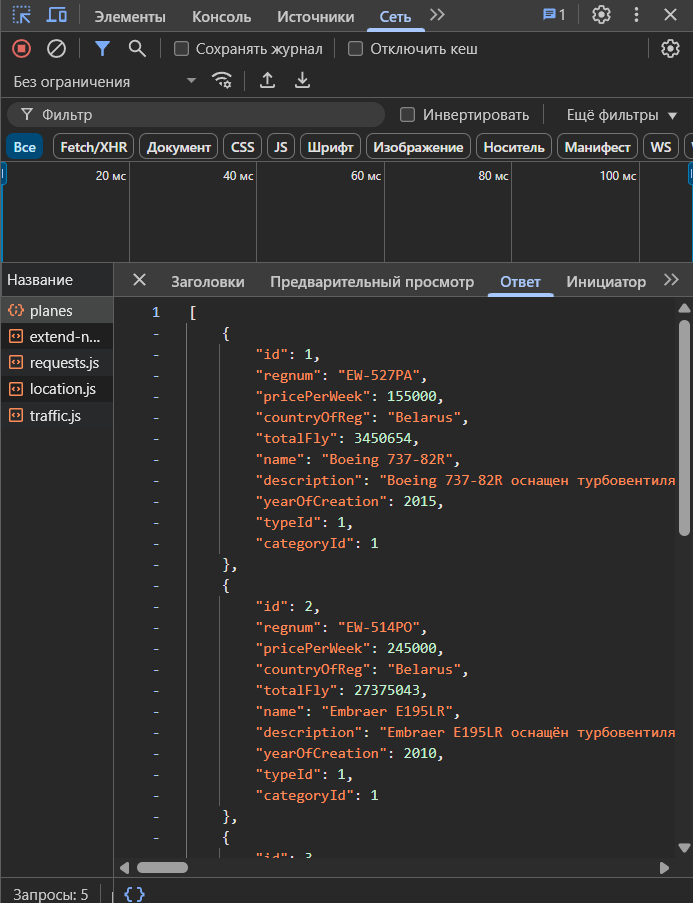 Элементы Консоль Источники Сеть 1
Сохранять журнал Отключить кеш
Без ограничения
Фильтр Инвертировать Ещё фильтры
Все Fetch/XHR Документ CSS JS Шрифт Изображение Носитель Манифест WS
20 мс 40 мс 60 мс 80 мс 100 мс
Название Заголовки Предварительный просмотр Ответ Инициатор
planes
extend-n...
requests.js
location.js
traffic.js
1 [
- {
- "id": 1,
- "regnum": "EW-527PA",
- "pricePerWeek": 155000,
- "countryOfReg": "Belarus",
- "totalFly": 3450654,
- "name": "Boeing 737-82R",
- "description": "Boeing 737-82R оснащен турбовентиля
- "yearOfCreation": 2015,
- "typeId": 1,
- "categoryId": 1
- },
- {
- "id": 2,
- "regnum": "EW-514PO",
- "pricePerWeek": 245000,
- "countryOfReg": "Belarus",
- "totalFly": 27375043,
- "name": "Embraer E195LR",
- "description": "Embraer E195LR оснащён турбовентиля
- "yearOfCreation": 2010,
- "typeId": 1,
- "categoryId": 1
- },
- {
"id": 3
Запросы: 5 {}